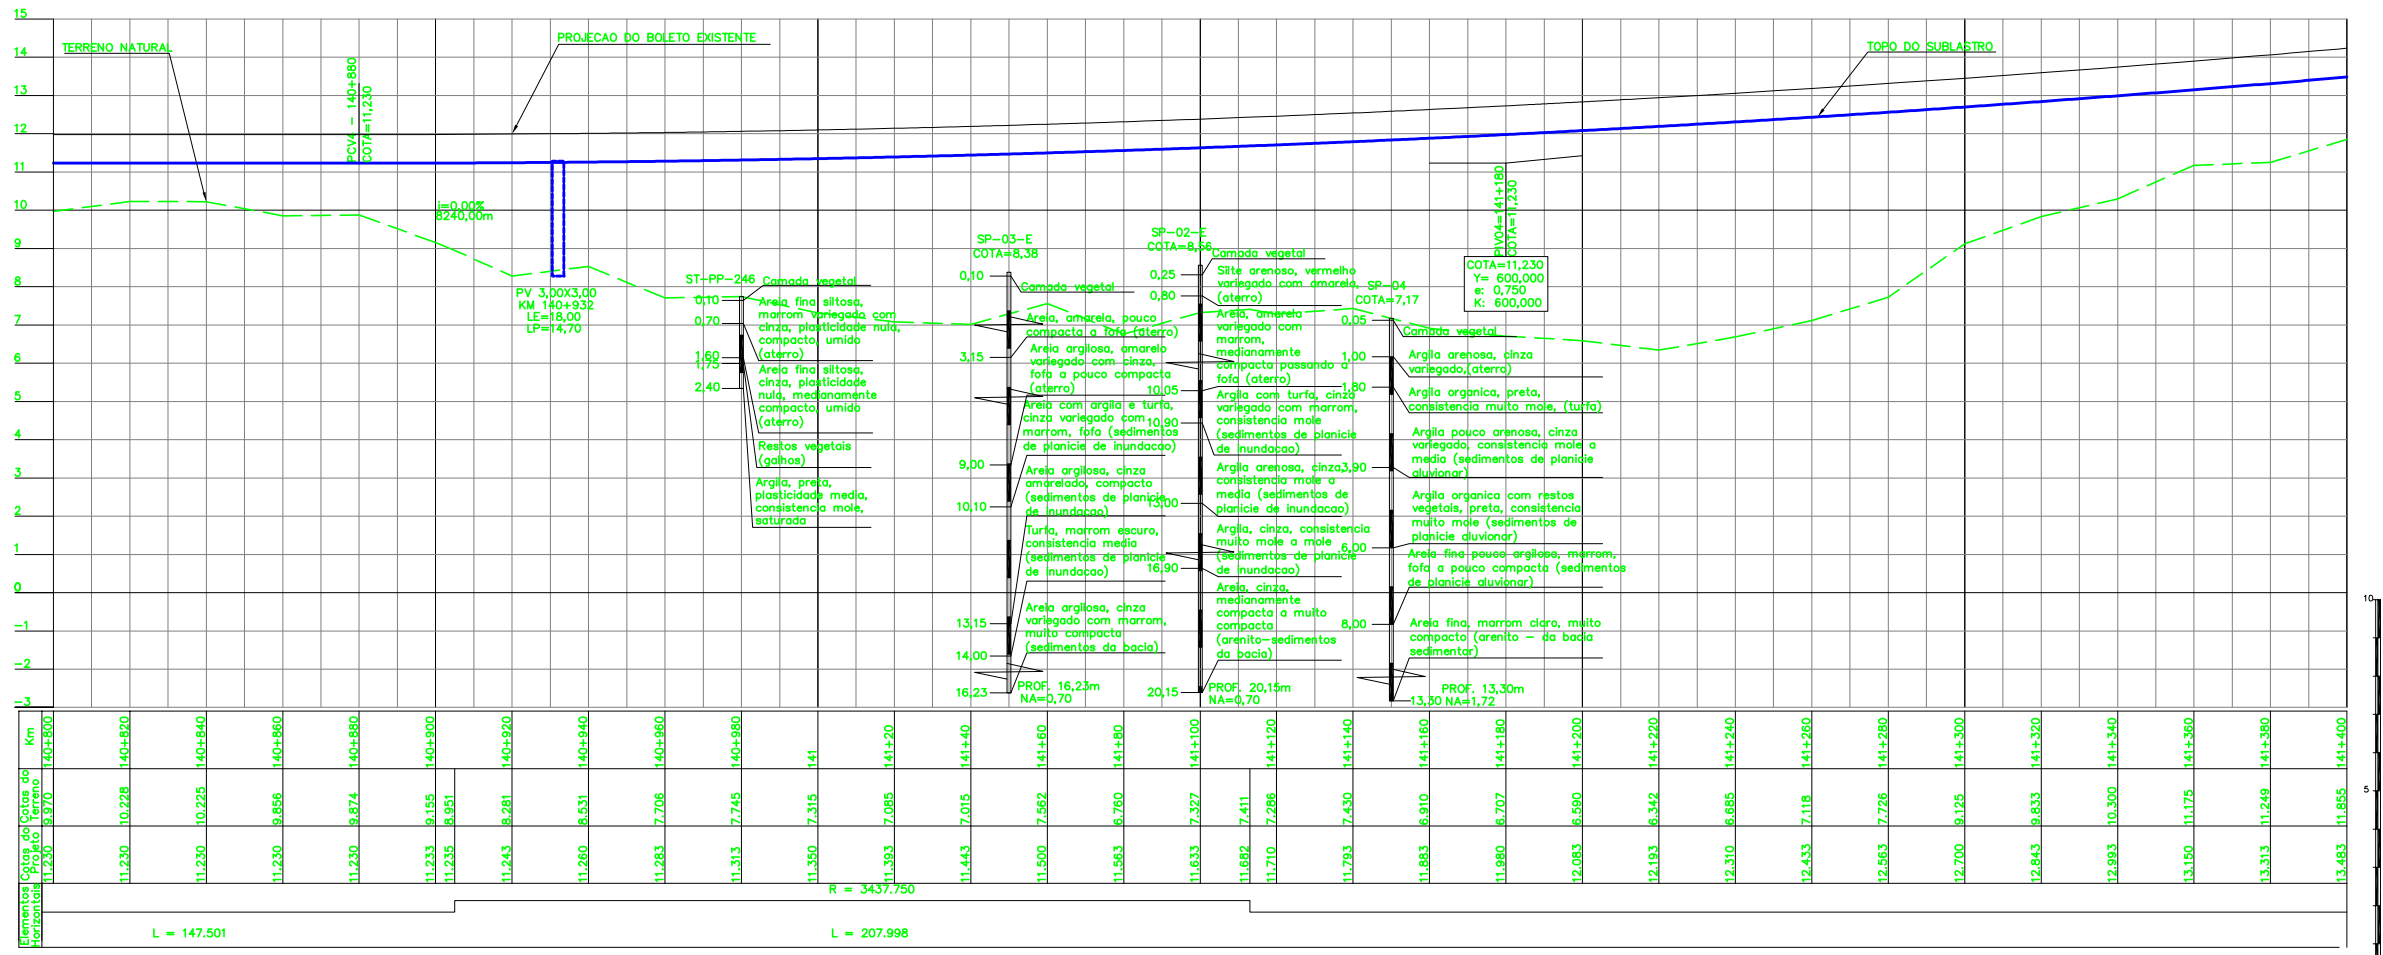 15
14
13
12
11
10
9
8
7
6
5
4
3
2
1
0
-1
-2
-3
TERRENO NATURAL
PROJECAO DO BOLETO EXISTENTE
TOPO DO SUBLASTRO
PCV4 - 140+880
COTA=11,230
i=0.00%
8240,00m
PV 3,00X3,00
KM 140+932
LE=18,00
LP=14,70
ST-PP-246
0,10
0,70
1,60
1,75
2,40
Camada vegetal
Areia fina siltosa,
marrom variegado com
cinza, plasticidade nula,
compacto, umido
(aterro)
Areia fina siltosa,
cinza, plasticidade
nula, medianamente
compacto, umido
(aterro)
Restos vegetais
(galhos)
Argila, preta,
plasticidade media,
consistencia mole,
saturada
SP-03-E
COTA=8,38
0,10
3,15
9,00
10,10
13,15
14,00
16,23
Camada vegetal
Areia, amarela, pouco
compacta a fofa (aterro)
Areia argilosa, amarelo
variegado com cinza,
fofa a pouco compacta
(aterro)
Areia com argila e turfa,
cinza variegado com
marrom, fofa (sedimentos
de planicie de inundacao)
Areia argilosa, cinza
amarelado, compacto
(sedimentos de planicie
de inundacao)
Turfa, marrom escuro,
consistencia media
(sedimentos de planicie
de inundacao)
Areia argilosa, cinza
variegado com marrom,
muito compacta
(sedimentos da bacia)
PROF. 16,23m
NA=0,70
SP-02-E
COTA=8,56
0,25
0,80
10,05
10,90
13,00
16,90
20,15
Camada vegetal
Silte arenoso, vermelho
variegado com amarela,
(aterro)
Areia, amarela
variegado com
marrom,
medianamente
compacta passando a
fofa (aterro)
Argila com turfa, cinza
variegado com marrom,
consistencia mole
(sedimentos de planicie
de inundacao)
Argila arenosa, cinza,
consistencia mole a
media (sedimentos de
planicie de inundacao)
Argila, cinza, consistencia
muito mole a mole
(sedimentos de planicie
de inundacao)
Areia, cinza,
medianamente
compacta a muito
compacta
(arenito-sedimentos
da bacia)
PROF. 20,15m
NA=0,70
SP-04
COTA=7,17
0,05
1,00
1,80
3,90
6,00
8,00
13,30
Camada vegetal
Argila arenosa, cinza
variegado,(aterro)
Argila organica, preta,
consistencia muito mole, (turfa)
Argila pouco arenosa, cinza
variegado, consistencia mole a
media (sedimentos de planicie
aluvionar)
Argila organica com restos
vegetais, preta, consistencia
muito mole (sedimentos de
planicie aluvionar)
Areia fina pouco argilosa, marrom,
fofa a pouco compacta (sedimentos
de planicie aluvionar)
Areia fina, marrom claro, muito
compacto (arenito - da bacia
sedimentar)
PROF. 13,30m
NA=1,72
PIV04=141+180
COTA=11,230
COTA=11,230
Y= 600,000
e: 0,750
K: 600,000
10
5
Km
140+800 140+820 140+840 140+860 140+880 140+900 140+920 140+940 140+960 140+980 141 141+20 141+40 141+60 141+80 141+100 141+120 141+140 141+160 141+180 141+200 141+220 141+240 141+260 141+280 141+300 141+320 141+340 141+360 141+380 141+400
Cotas do
Terreno
9.970 10.228 10.225 9.856 9.874 9.155 8.951 8.281 8.531 7.706 7.745 7.315 7.085 7.015 7.562 6.760 7.327 7.411 7.286 7.430 6.910 6.707 6.590 6.342 6.685 7.118 7.726 9.125 9.833 10.300 11.175 11.249 11.855
Cotas do
Projeto
11.230 11.230 11.230 11.230 11.230 11.233 11.235 11.243 11.260 11.283 11.313 11.350 11.393 11.443 11.500 11.563 11.633 11.682 11.710 11.793 11.883 11.980 12.083 12.193 12.310 12.433 12.563 12.700 12.843 12.993 13.150 13.313 13.483
Elementos
Horizontais
R = 3437.750
L = 147.501
L = 207.998